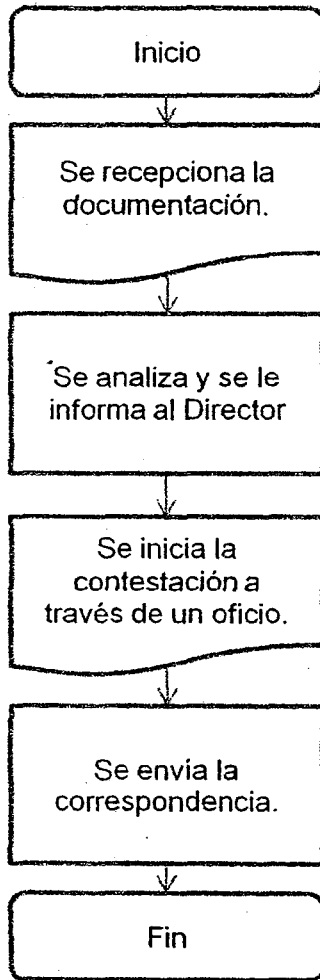 Inicio
Se recepciona la
documentación.
Se analiza y se le
informa al Director
Se inicia la
contestación a
través de un oficio.
Se envía la
correspondencia.
Fin